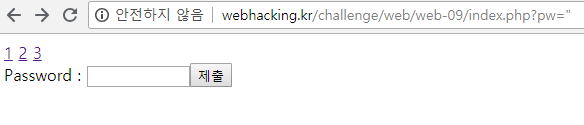 안전하지 않음 | webhacking.kr/challenge/web/web-09/index.php?pw="
1 2 3
Password : 제출